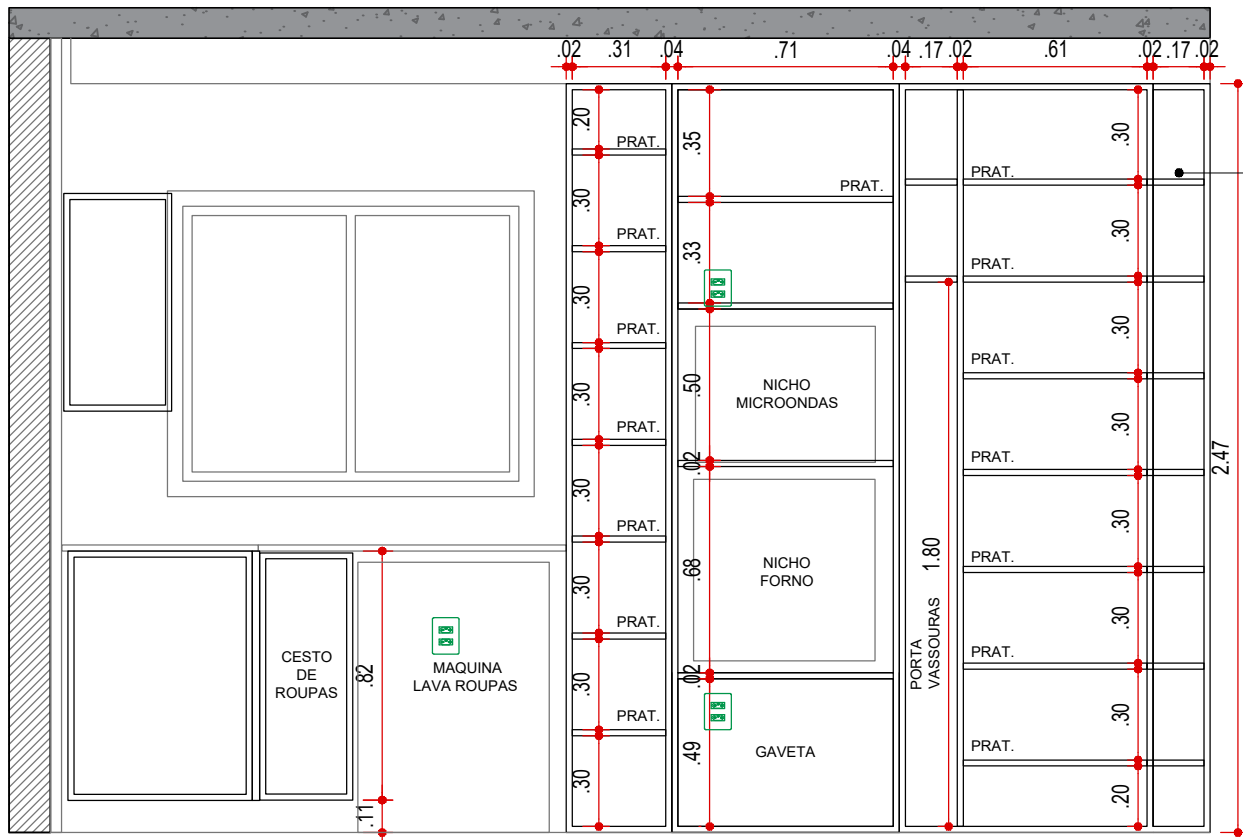 .02 .31 .04 .71 .04 .17 .02 .61 .02 .17 .02
.20
PRAT.
.30
PRAT.
.30
PRAT.
.30
PRAT.
.30
PRAT.
.30
PRAT.
.30
PRAT.
.30
.35
PRAT.
.33
.50
NICHO
MICROONDAS
.02
.68
NICHO
FORNO
.02
.49
GAVETA
PORTA
VASSOURAS
1.80
.30
PRAT.
.30
PRAT.
.30
PRAT.
.30
PRAT.
.30
PRAT.
.30
PRAT.
.30
PRAT.
.20
2.47
CESTO
DE
ROUPAS
.82
.11
MAQUINA
LAVA ROUPAS